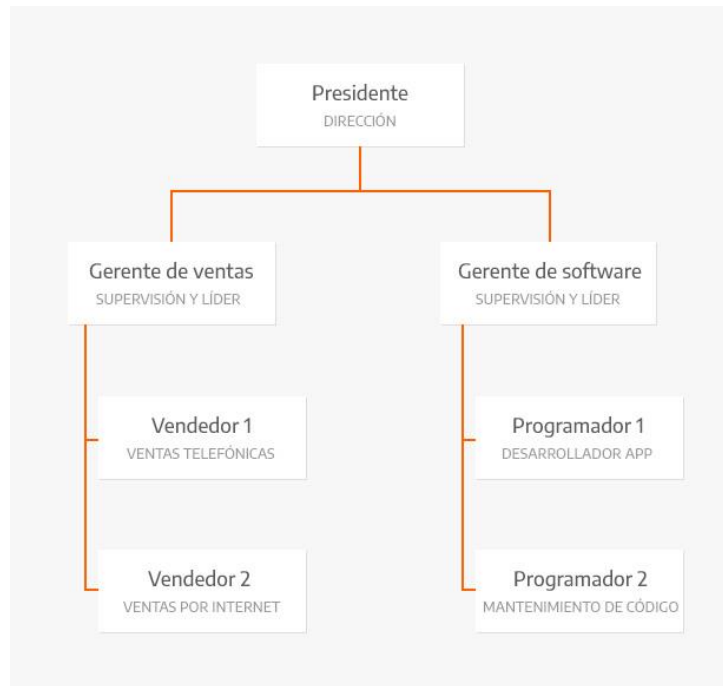 Presidente
DIRECCIÓN
Gerente de ventas
SUPERVISIÓN Y LÍDER
Gerente de software
SUPERVISIÓN Y LÍDER
Vendedor 1
VENTAS TELEFÓNICAS
Programador 1
DESARROLLADOR APP
Vendedor 2
VENTAS POR INTERNET
Programador 2
MANTENIMIENTO DE CÓDIGO